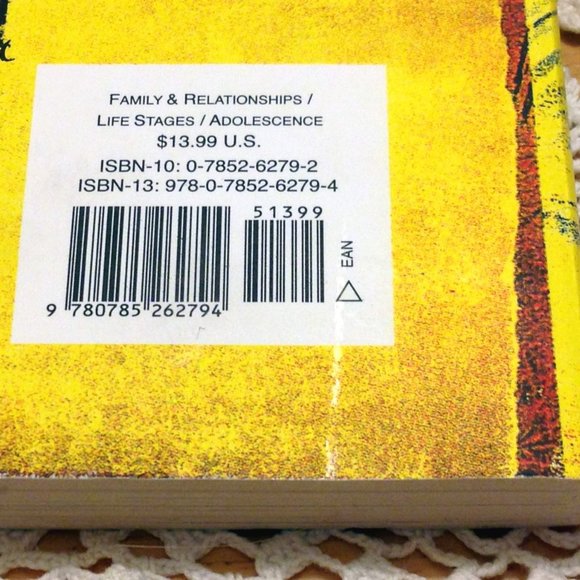 FAMILY & RELATIONSHIPS /
LIFE STAGES / ADOLESCENCE
$13.99 U.S.
ISBN-10: 0-7852-6279-2
ISBN-13: 978-0-7852-6279-4
51399
EAN
9 780785 262794